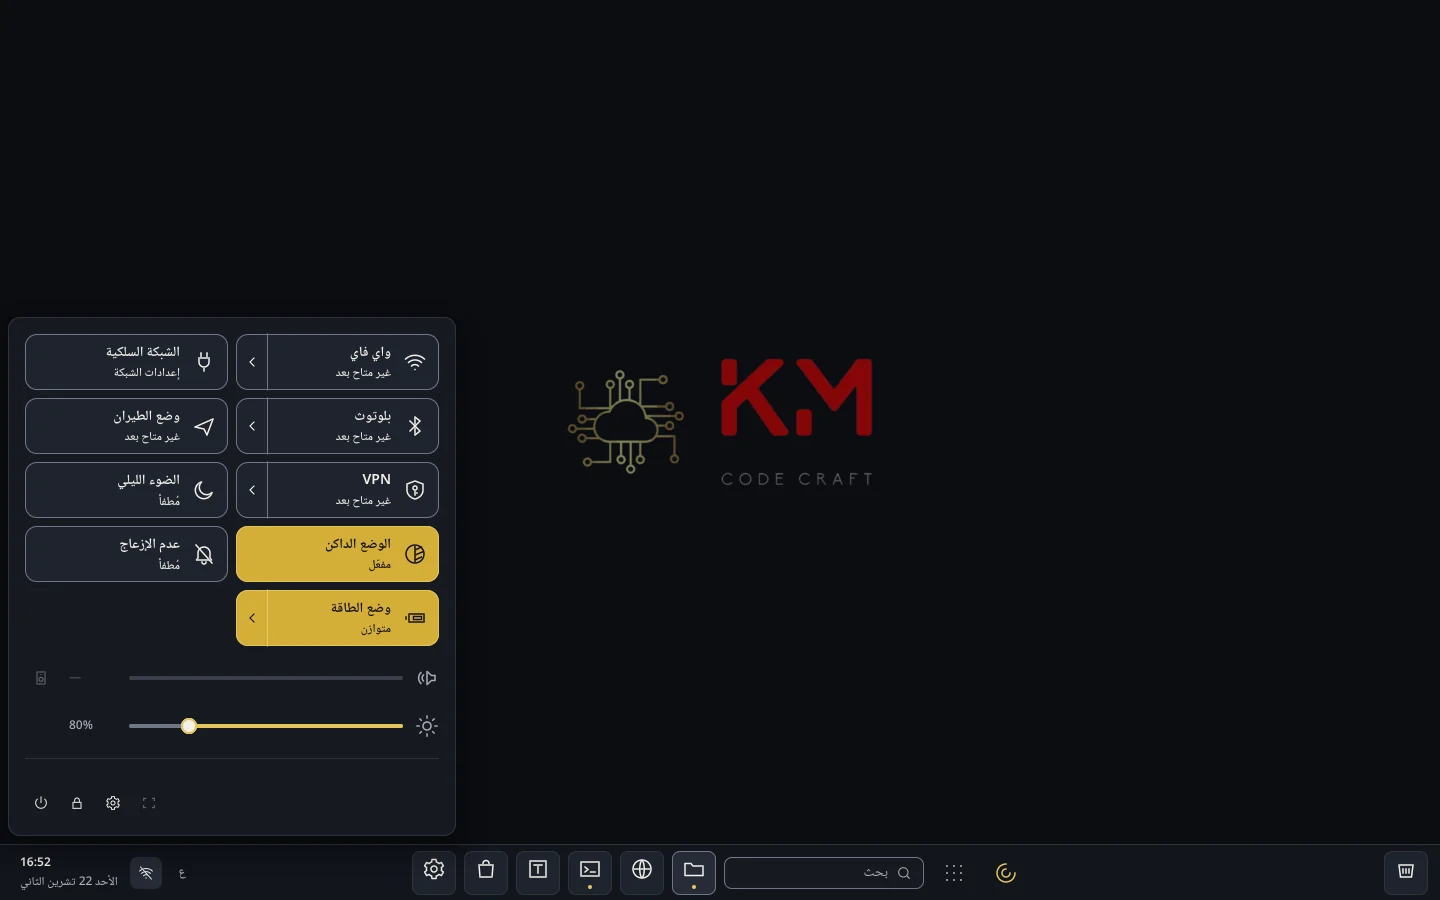 واي فاي
غير متاح بعد
الشبكة السلكية
إعدادات الشبكة
بلوتوث
غير متاح بعد
وضع الطيران
غير متاح بعد
VPN
غير متاح بعد
الضوء الليلي
مُطفأ
الوضع الداكن
مفعّل
عدم الإزعاج
مُطفأ
وضع الطاقة
متوازن
—
80%
KM
CODE CRAFT
بحث
ع
16:52
الأحد 22 تشرين الثاني